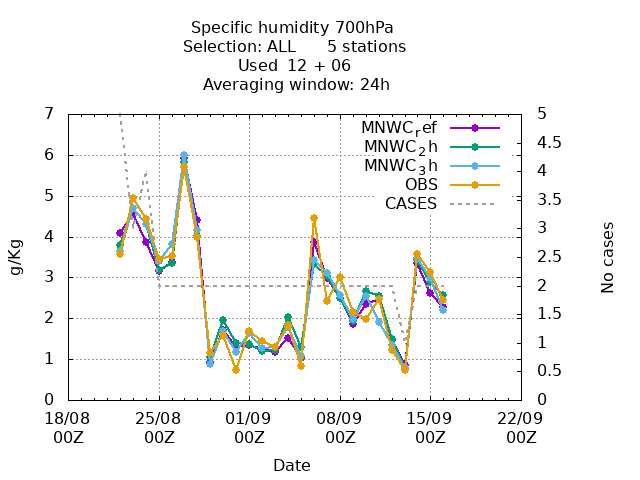 Specific humidity 700hPa
Selection: ALL 5 stations
Used 12 + 06
Averaging window: 24h
7 5
6 4.5
5 4
4 3.5
3 3
2 2.5
1 2
0 1.5
1
0.5
0
MNWCref
MNWC2h
MNWC3h
OBS
CASES
g/Kg
No cases
18/08 25/08 01/09 08/09 15/09 22/09
00Z 00Z 00Z 00Z 00Z 00Z
Date